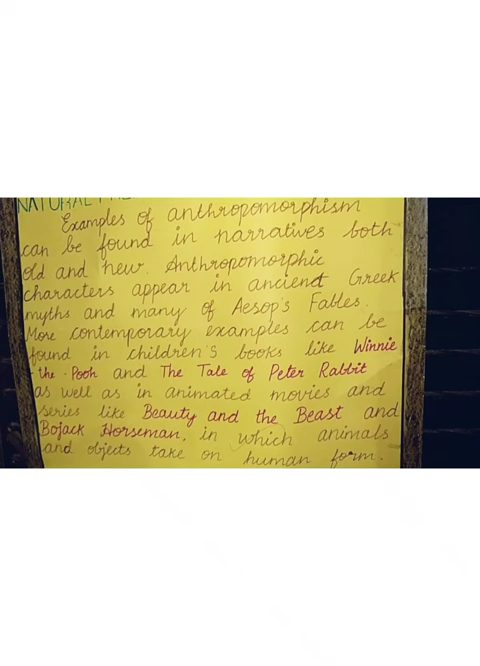 NATURAL
Examples of anthropomorphism
can be found in narratives both
old and new. Anthropomorphic
characters appear in ancient Greek
myths and many of Aesop's Fables.
More contemporary examples can be
found in children's books like Winnie
-the-Pooh and The Tale of Peter Rabbit
as well as in animated movies and
series like Beauty and the Beast and
Bojack Horseman, in which animals
and objects take on human form.